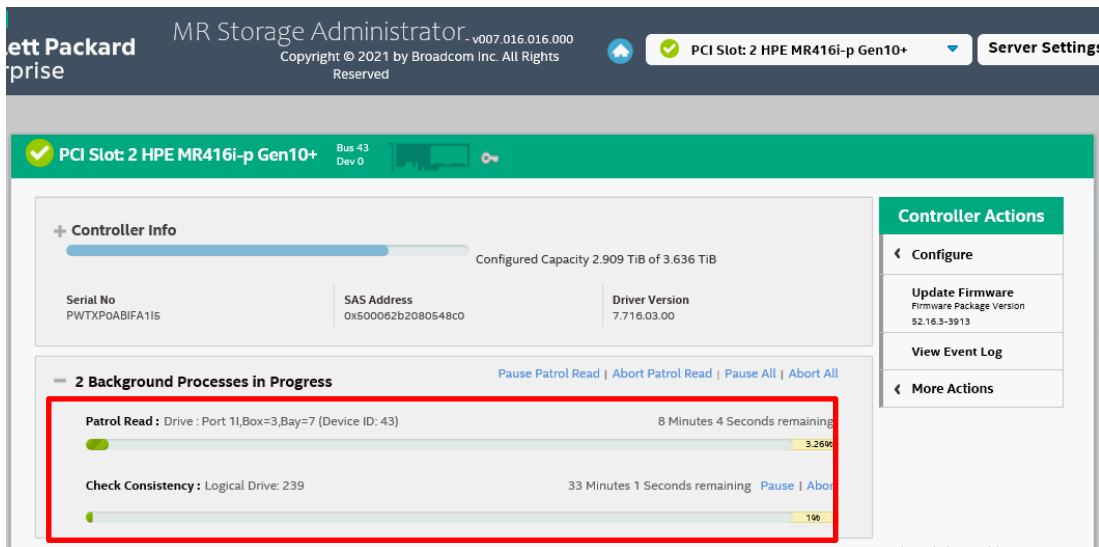 ett Packard
rprise
MR Storage Administrator v007.016.016.000
Copyright © 2021 by Broadcom Inc. All Rights
Reserved
PCI Slot: 2 HPE MR416i-p Gen10+
Server Settings
PCI Slot: 2 HPE MR416i-p Gen10+
Bus 43
Dev 0
Controller Info
Configured Capacity 2.909 TiB of 3.636 TiB
Serial No
PWTXP0ABIFA1I5
SAS Address
0x500062b2080548c0
Driver Version
7.716.03.00
2 Background Processes in Progress
Pause Patrol Read | Abort Patrol Read | Pause All | Abort All
Patrol Read : Drive : Port 1I,Box=3,Bay=7 (Device ID: 43)
8 Minutes 4 Seconds remaining
3.26%
Check Consistency : Logical Drive: 239
33 Minutes 1 Seconds remaining Pause | Abor
1%
Controller Actions
Configure
Update Firmware
Firmware Package Version
52.16.3-3913
View Event Log
More Actions